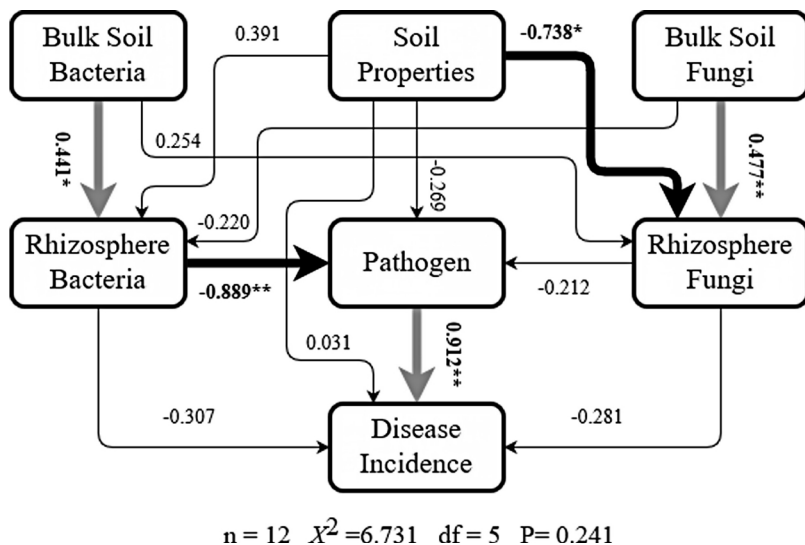 Bulk Soil
Bacteria
0.391
Soil
Properties
-0.738*
Bulk Soil
Fungi
0.441*
0.254
-0.269
0.477**
-0.220
Rhizosphere
Bacteria
-0.889**
Pathogen
-0.212
Rhizosphere
Fungi
0.031
0.912**
-0.307
Disease
Incidence
-0.281
n = 12 X² =6.731 df = 5 P= 0.241